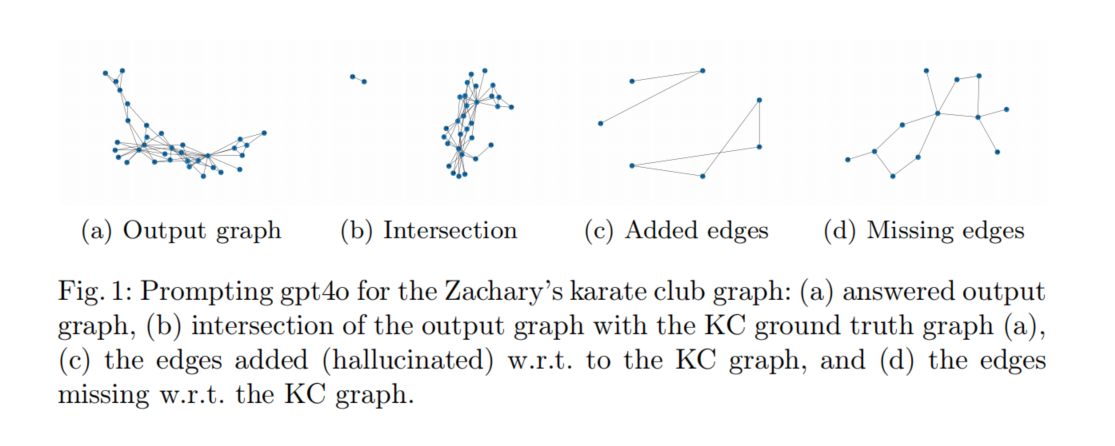 (a) Output graph (b) Intersection (c) Added edges (d) Missing edges
Fig. 1: Prompting gpt4o for the Zachary's karate club graph: (a) answered output
graph, (b) intersection of the output graph with the KC ground truth graph (a),
(c) the edges added (hallucinated) w.r.t. to the KC graph, and (d) the edges
missing w.r.t. the KC graph.